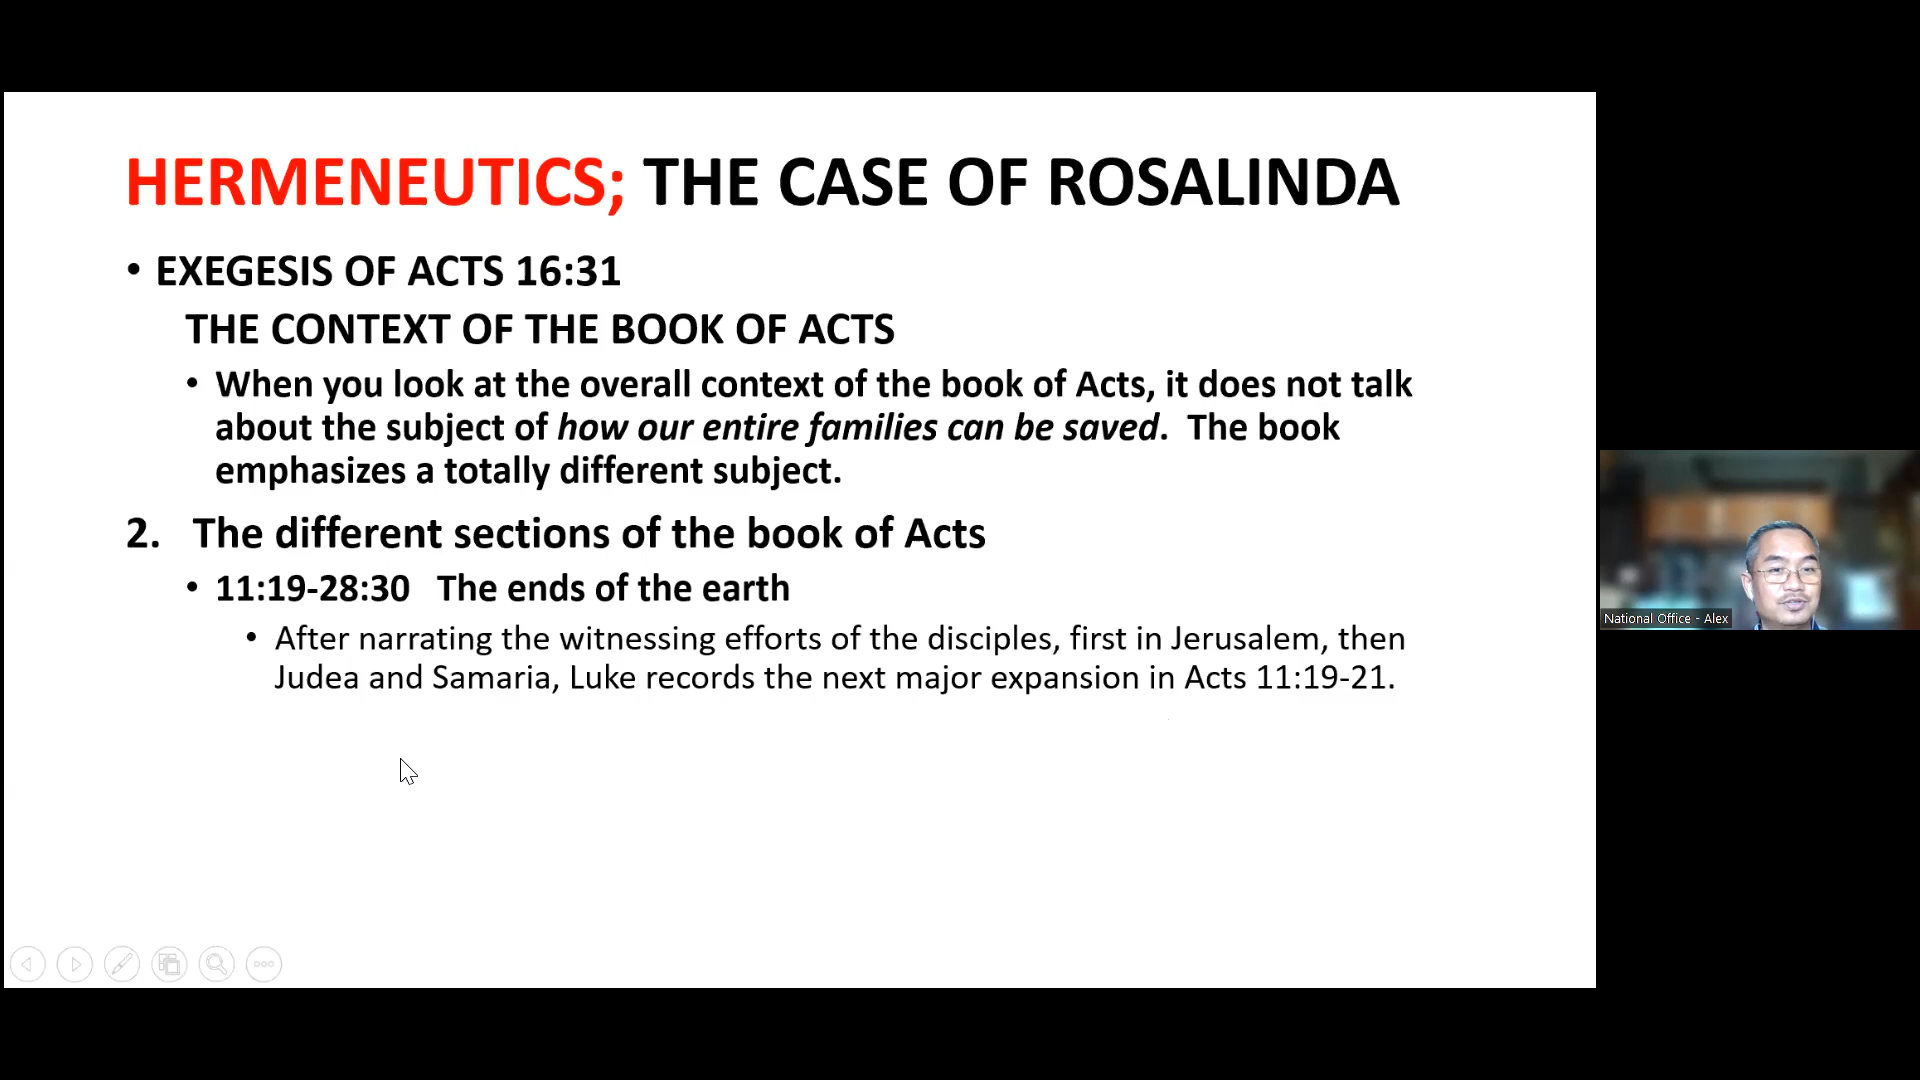 HERMENEUTICS; THE CASE OF ROSALINDA
• EXEGESIS OF ACTS 16:31
THE CONTEXT OF THE BOOK OF ACTS
• When you look at the overall context of the book of Acts, it does not talk
about the subject of how our entire families can be saved. The book
emphasizes a totally different subject.
2. The different sections of the book of Acts
• 11:19-28:30 The ends of the earth
• After narrating the witnessing efforts of the disciples, first in Jerusalem, then
Judea and Samaria, Luke records the next major expansion in Acts 11:19-21.
National Office - Alex